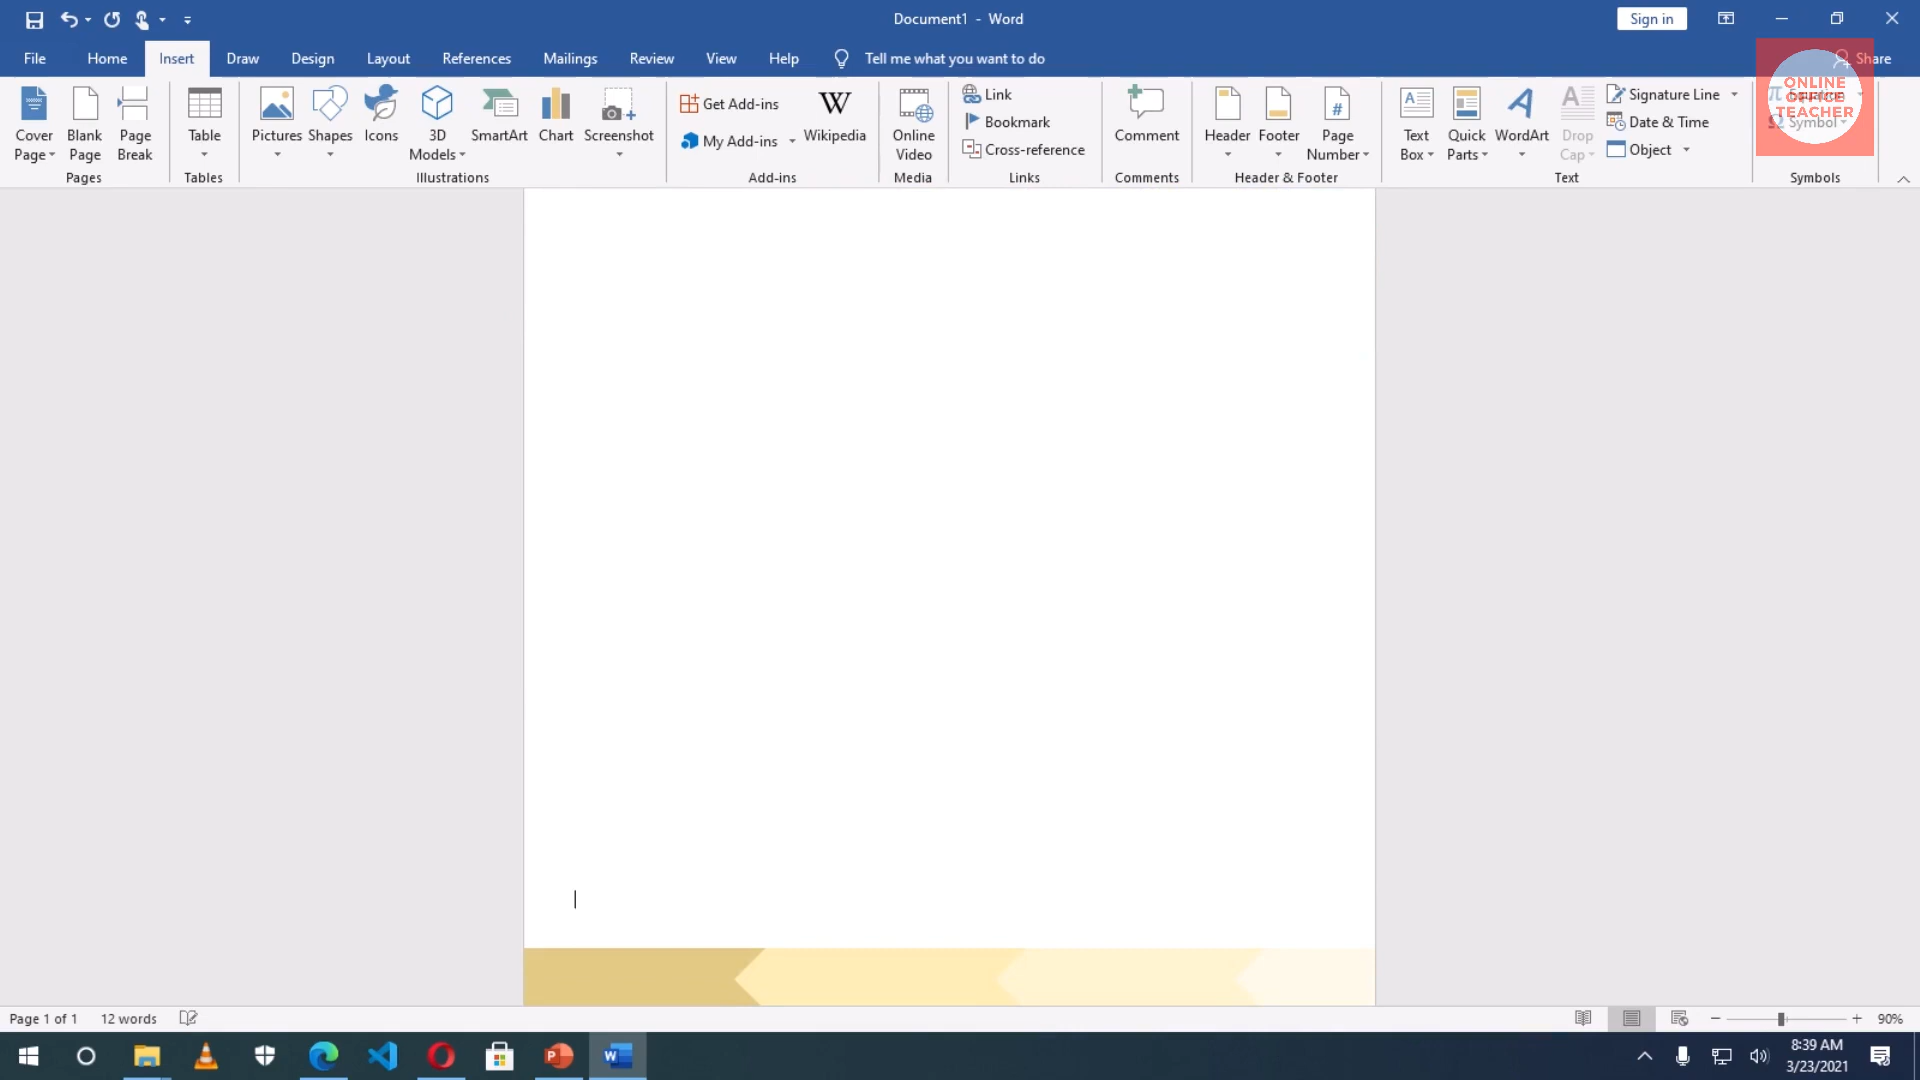 Document1 - Word
Sign in
File Home Insert Draw Design Layout References Mailings Review View Help Tell me what you want to do Share
Cover Page
Blank Page
Page Break
Pages
Table
Tables
Pictures
Shapes
Icons
3D Models
SmartArt
Chart
Screenshot
Illustrations
Get Add-ins
My Add-ins
W
Wikipedia
Add-ins
Online Video
Media
Link
Bookmark
Cross-reference
Links
Comment
Comments
Header
Footer
#
Page Number
Header & Footer
A
Text Box
Quick Parts
A
WordArt
A
Drop Cap
Signature Line
Date & Time
Object
Text
π
Ω Symbol
Symbols
ONLINE
OFFICE
TEACHER
Page 1 of 1 12 words
90%
P
W
8:39 AM
3/23/2021